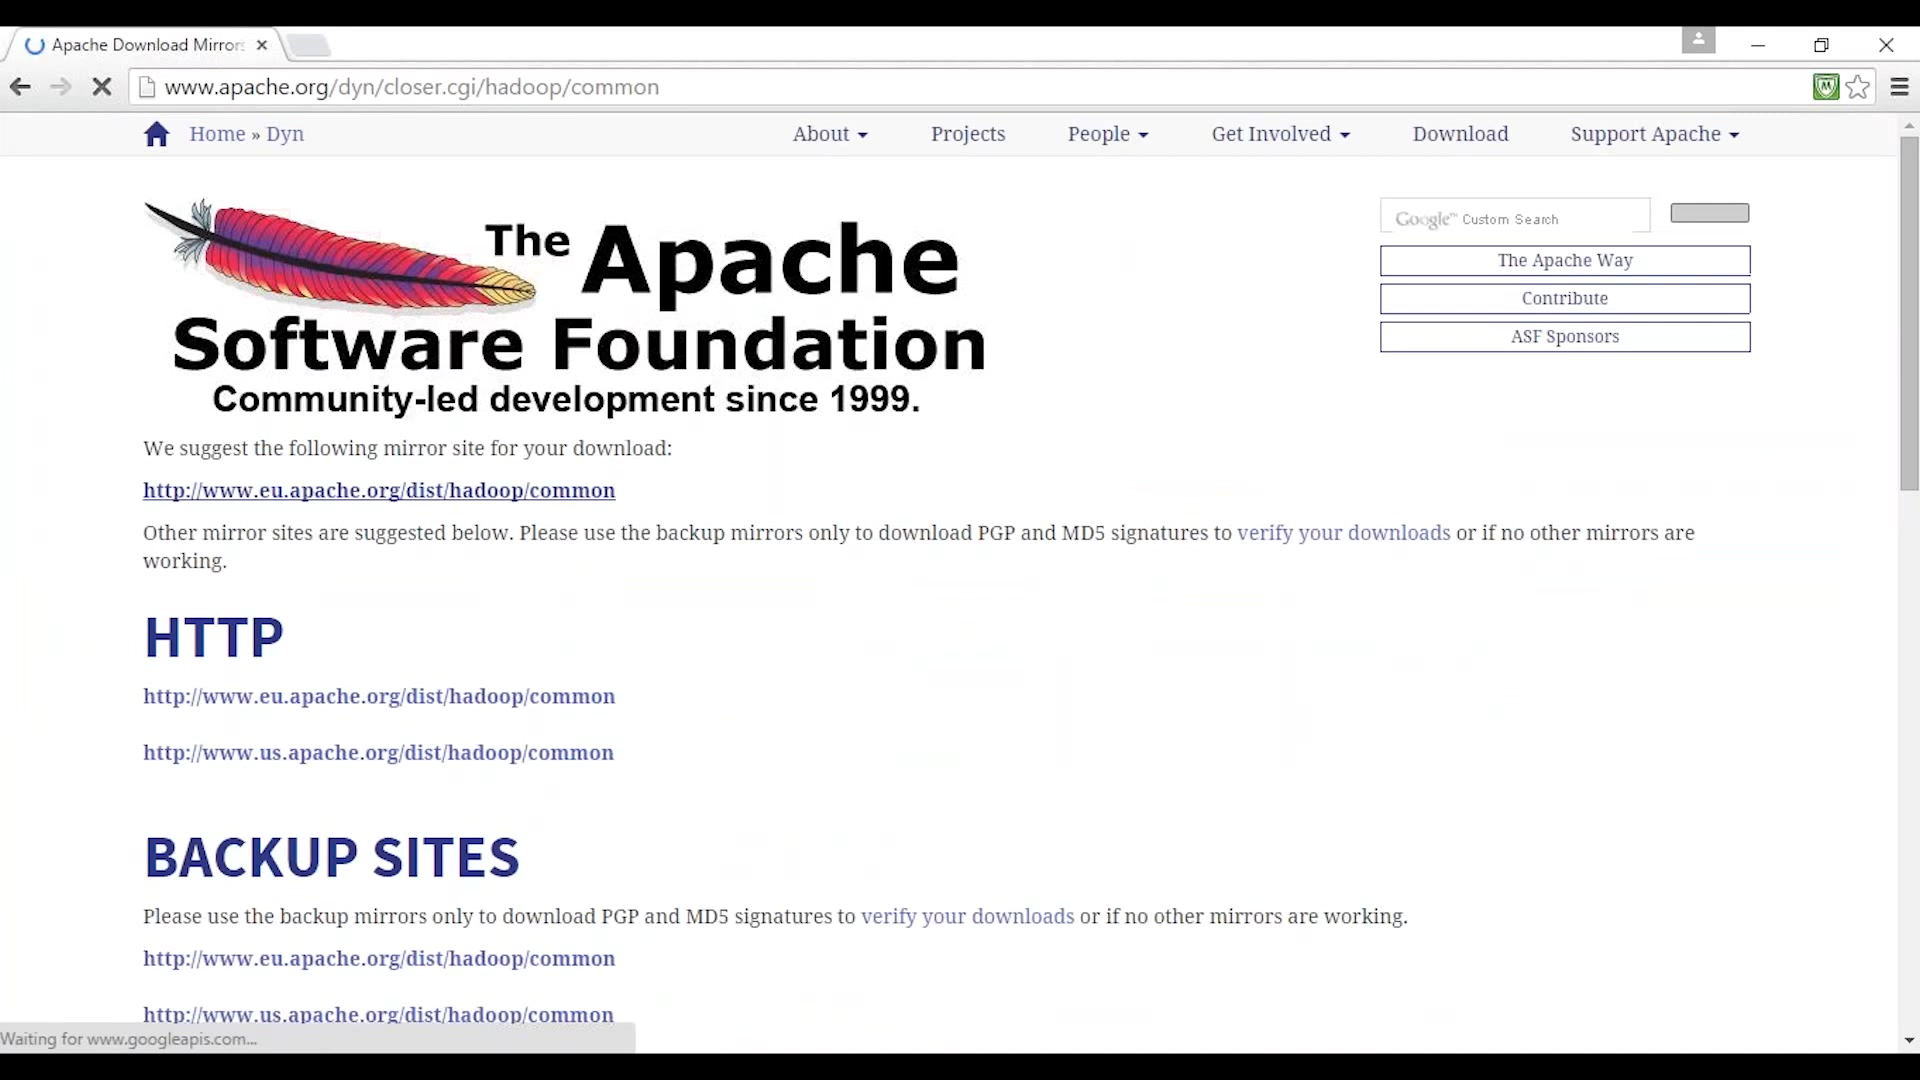 Apache Download Mirrors
www.apache.org/dyn/closer.cgi/hadoop/common
Home » Dyn
About
Projects
People
Get Involved
Download
Support Apache
The Apache
Software Foundation
Community-led development since 1999.
Google™ Custom Search
The Apache Way
Contribute
ASF Sponsors
We suggest the following mirror site for your download:
http://www.eu.apache.org/dist/hadoop/common
Other mirror sites are suggested below. Please use the backup mirrors only to download PGP and MD5 signatures to verify your downloads or if no other mirrors are
working.
HTTP
http://www.eu.apache.org/dist/hadoop/common
http://www.us.apache.org/dist/hadoop/common
BACKUP SITES
Please use the backup mirrors only to download PGP and MD5 signatures to verify your downloads or if no other mirrors are working.
http://www.eu.apache.org/dist/hadoop/common
http://www.us.apache.org/dist/hadoop/common
Waiting for www.googleapis.com...